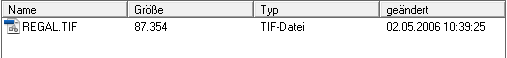 Name Größe Typ geändert
REGAL.TIF 87.354 TIF-Datei 02.05.2006 10:39:25